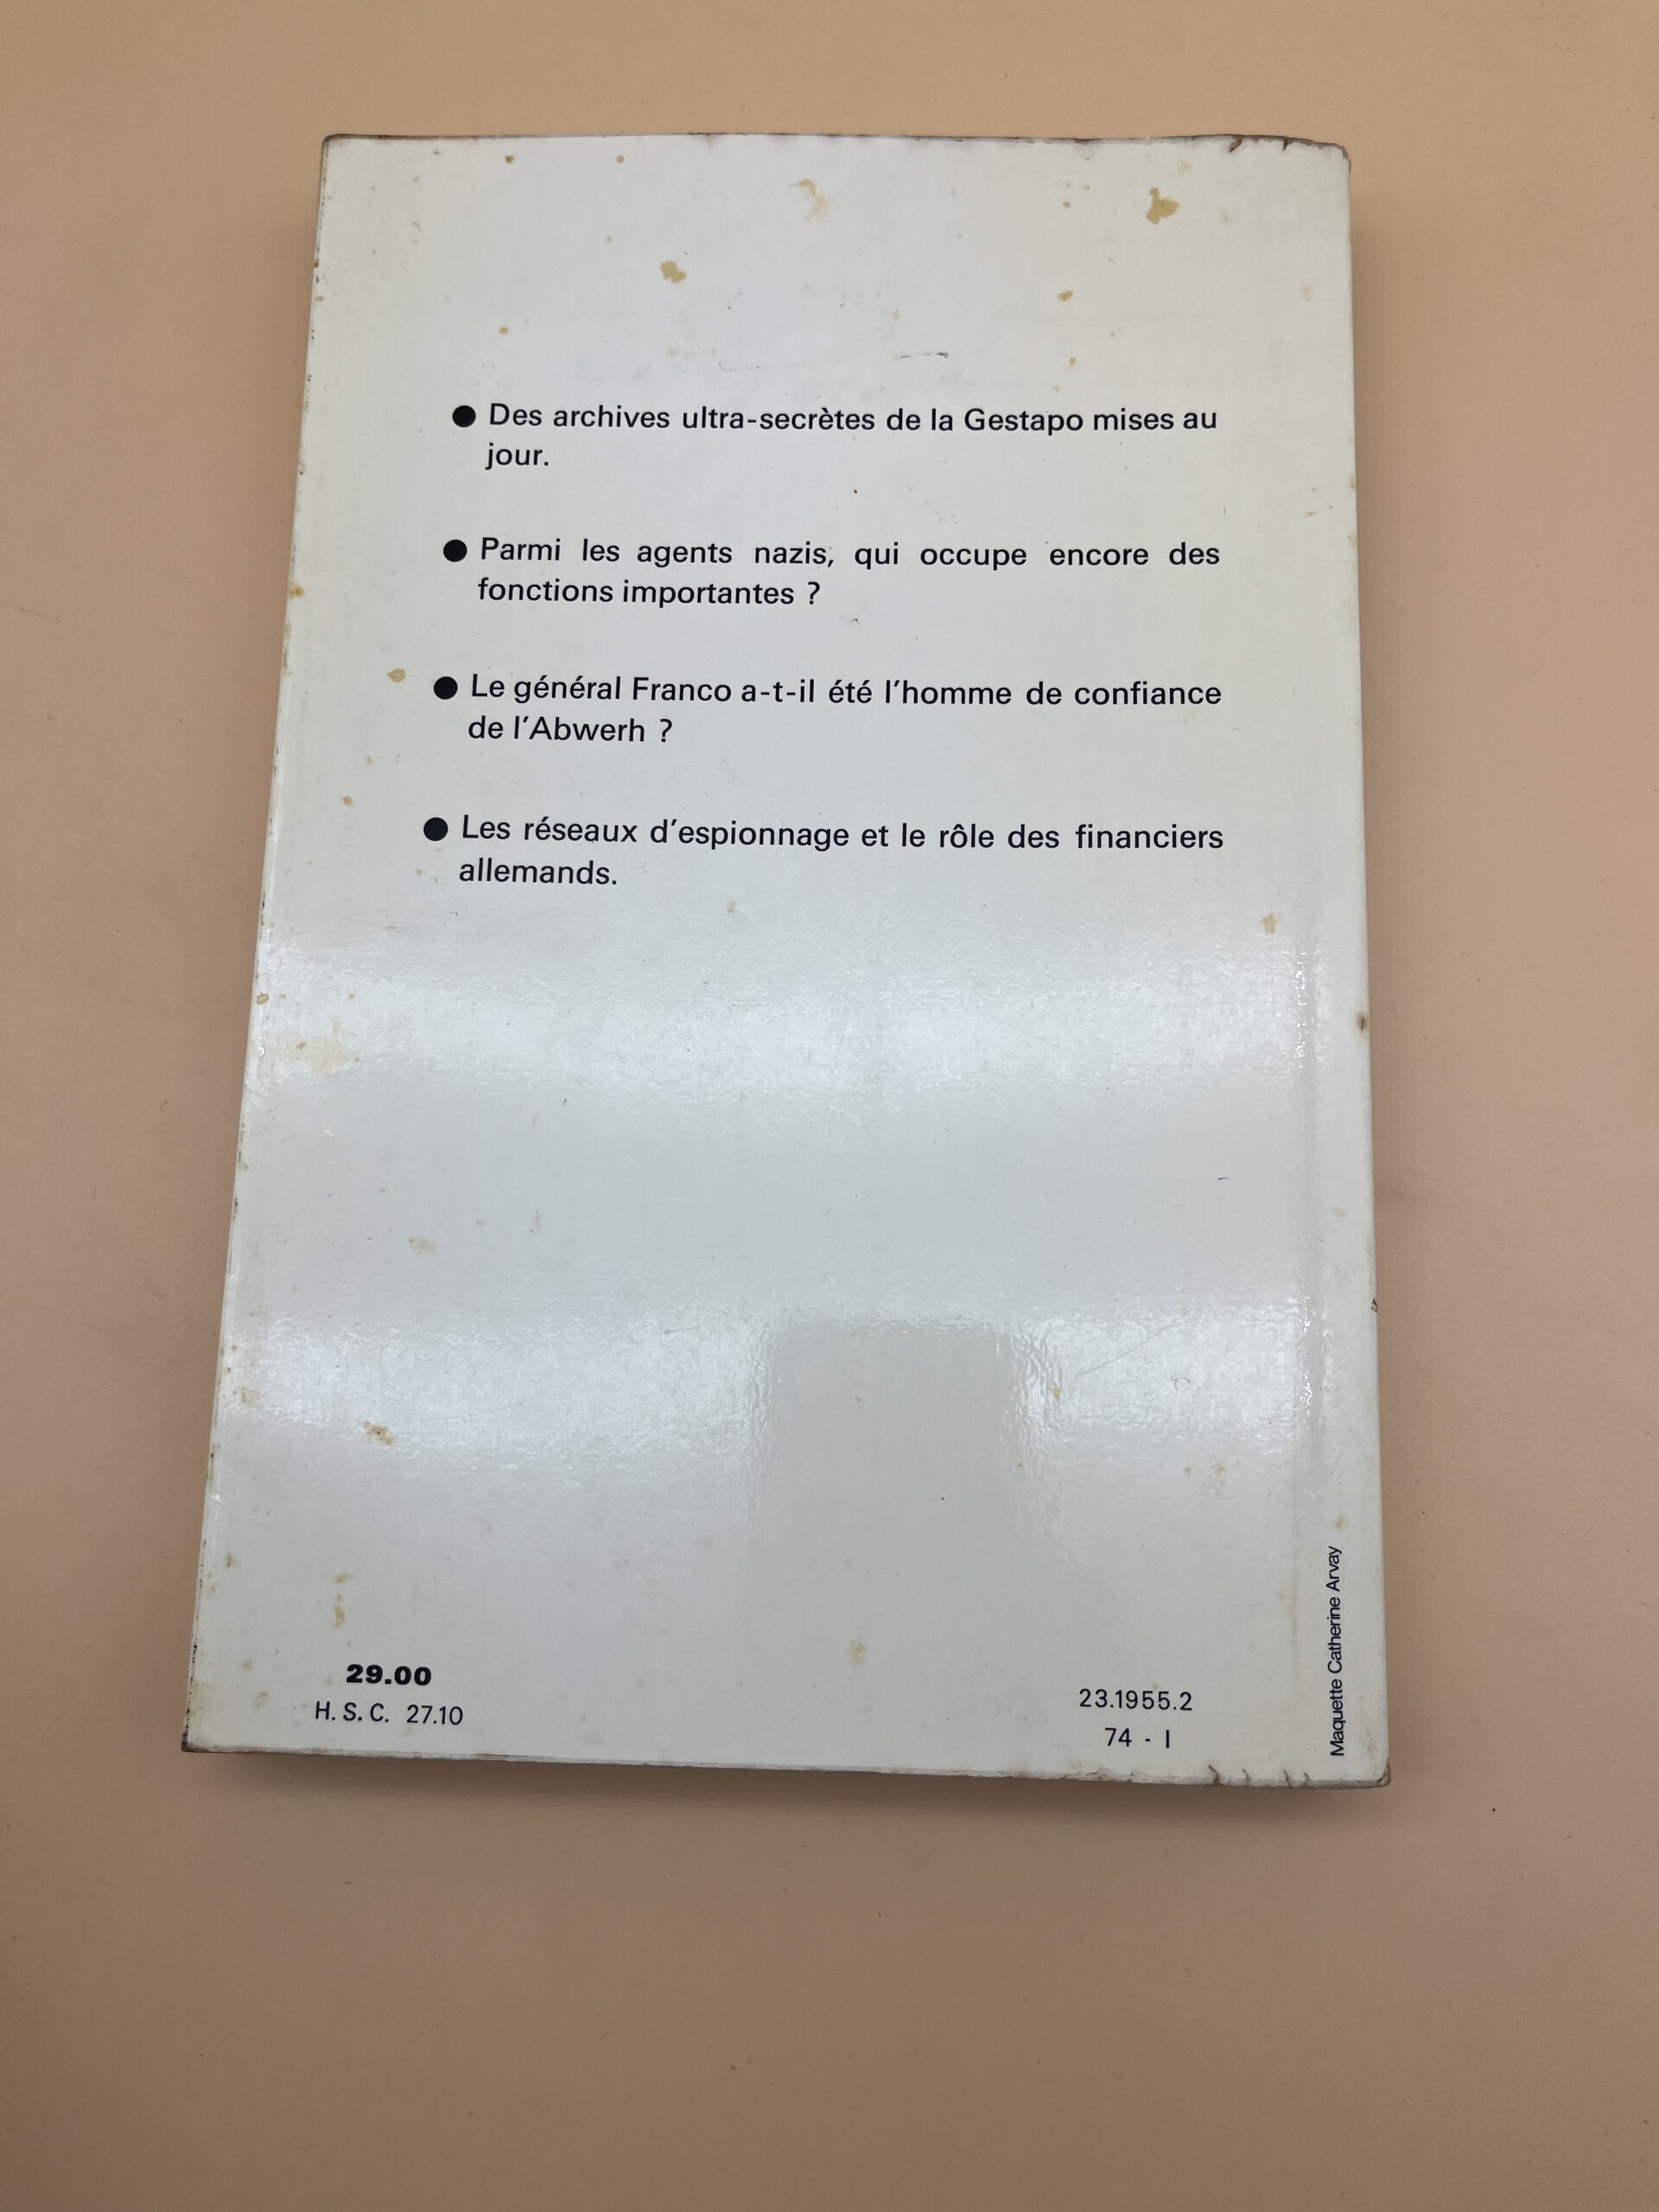 ● Des archives ultra-secrètes de la Gestapo mises au
jour.
● Parmi les agents nazis, qui occupe encore des
fonctions importantes ?
● Le général Franco a-t-il été l'homme de confiance
de l'Abwerh ?
● Les réseaux d'espionnage et le rôle des financiers
allemands.
29.00
H. S. C. 27.10
23.1955.2
74 - I
Maquette Catherine Arvay